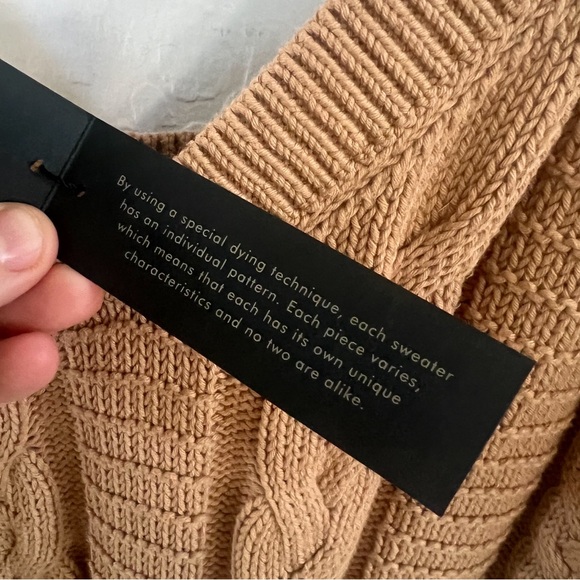 By using a special dying technique, each sweater
has an individual pattern. Each piece varies,
which means that each has its own unique
characteristics and no two are alike.